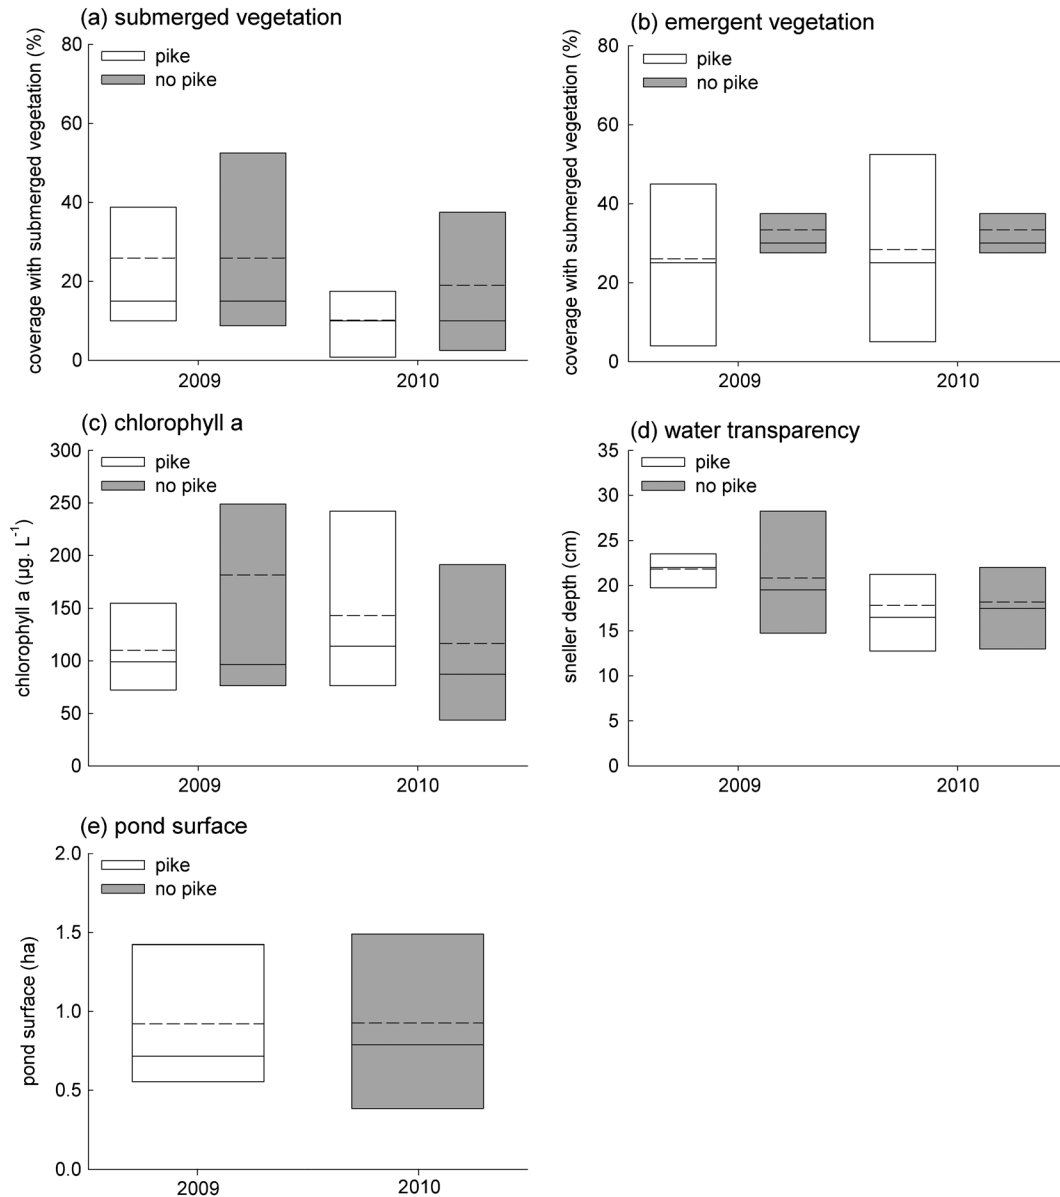 (a) submerged vegetation
coverage with submerged vegetation (%)
80
60
40
20
0
pike
no pike
2009
2010
(b) emergent vegetation
coverage with submerged vegetation (%)
80
60
40
20
0
pike
no pike
2009
2010
(c) chlorophyll a
chlorophyll a (µg. L⁻¹)
300
250
200
150
100
50
0
pike
no pike
2009
2010
(d) water transparency
sneller depth (cm)
35
30
25
20
15
10
5
0
pike
no pike
2009
2010
(e) pond surface
pond surface (ha)
2.0
1.5
1.0
0.5
0.0
pike
no pike
2009
2010